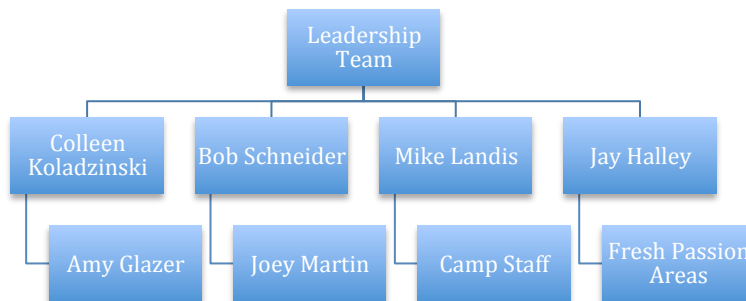 Leadership
Team
Colleen
Koladzinski
Bob Schneider
Mike Landis
Jay Halley
Amy Glazer
Joey Martin
Camp Staff
Fresh Passion
Areas